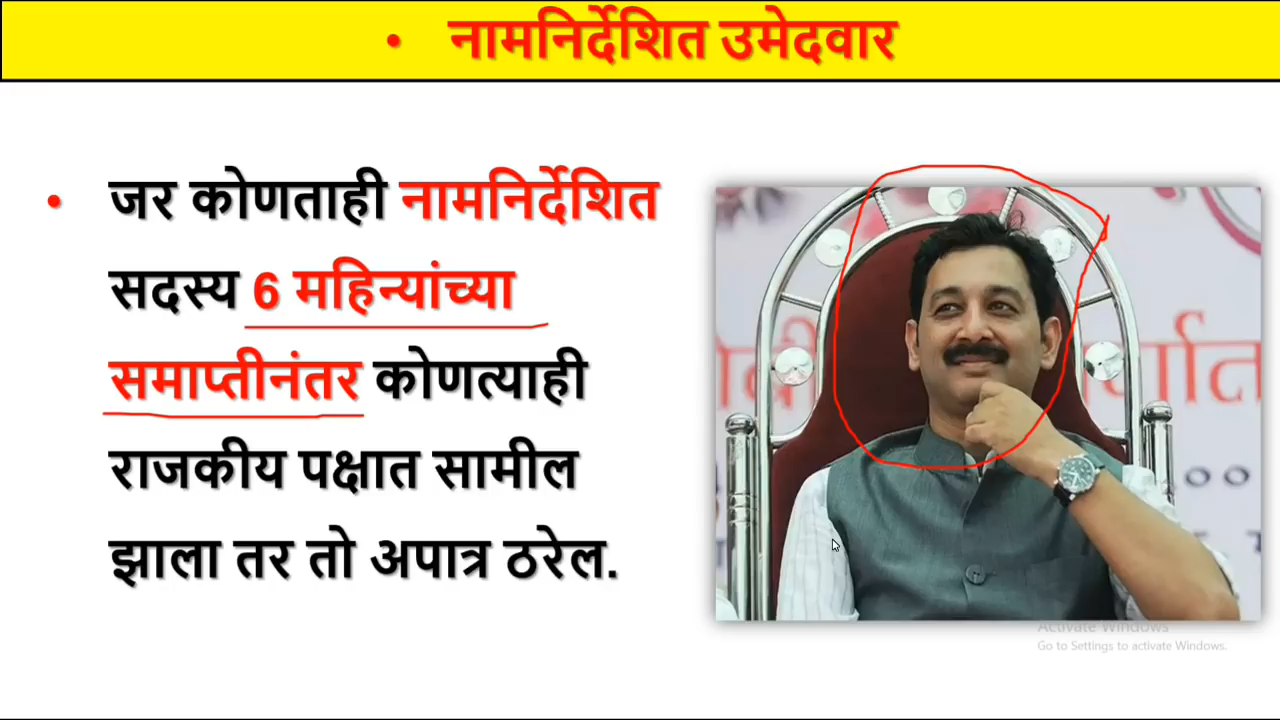 • नामनिर्देशित उमेदवार
• जर कोणताही नामनिर्देशित
सदस्य 6 महिन्यांच्या
समाप्तीनंतर कोणत्याही
राजकीय पक्षात सामील
झाला तर तो अपात्र ठरेल.
Activate Windows
Go to Settings to activate Windows.